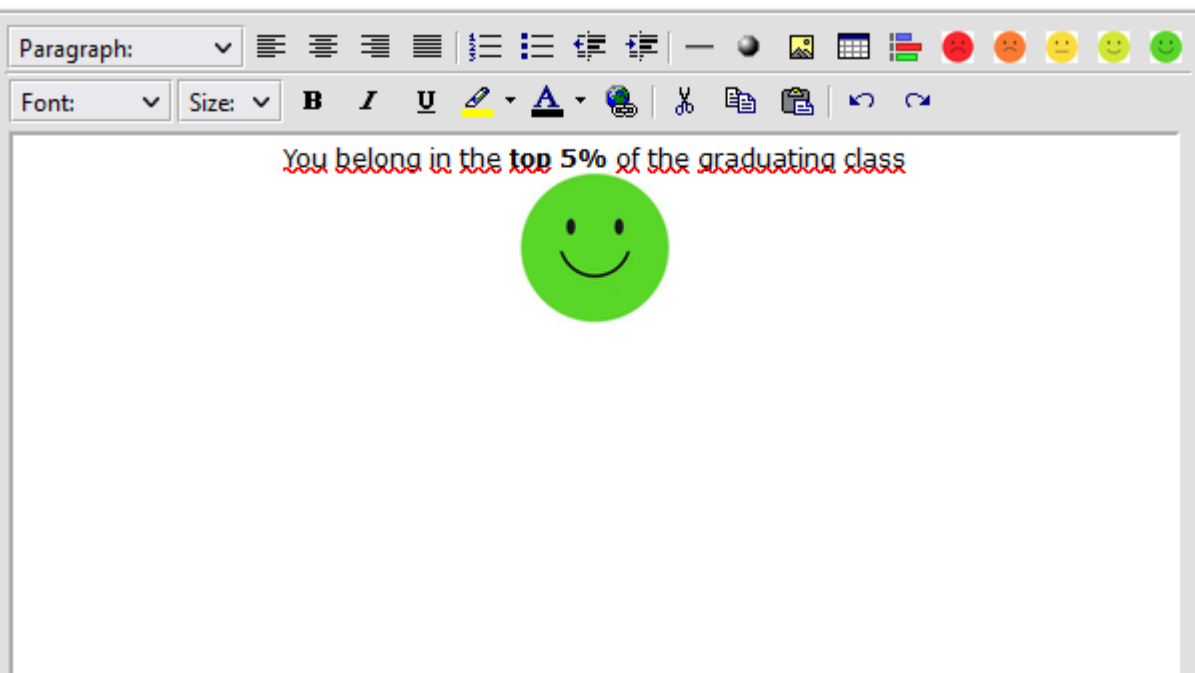 Paragraph:
Font: Size: B I U A
You belong in the top 5% of the graduating class